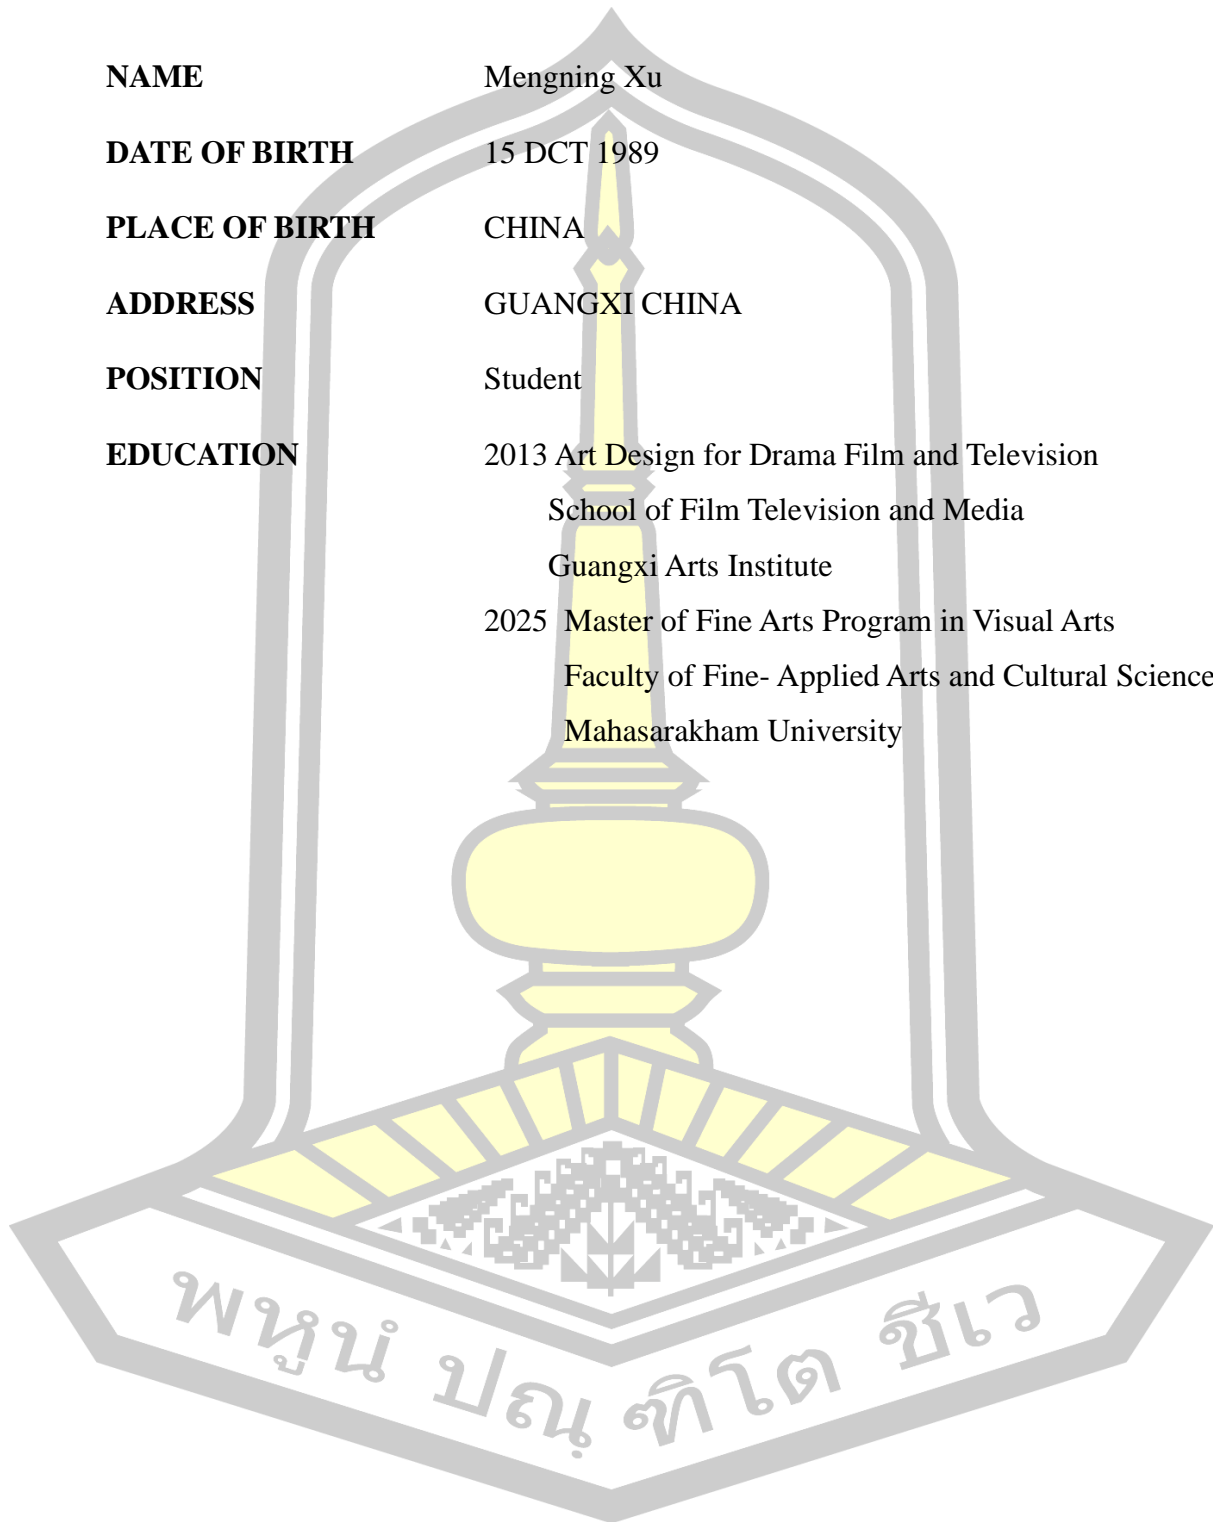 NAME Mengning Xu
DATE OF BIRTH 15 DCT 1989
PLACE OF BIRTH CHINA
ADDRESS GUANGXI CHINA
POSITION Student
EDUCATION 2013 Art Design for Drama Film and Television
School of Film Television and Media
Guangxi Arts Institute
2025 Master of Fine Arts Program in Visual Arts
Faculty of Fine- Applied Arts and Cultural Science
Mahasarakham University
พหูนํ ปณฺ ฑิโต ชีเว